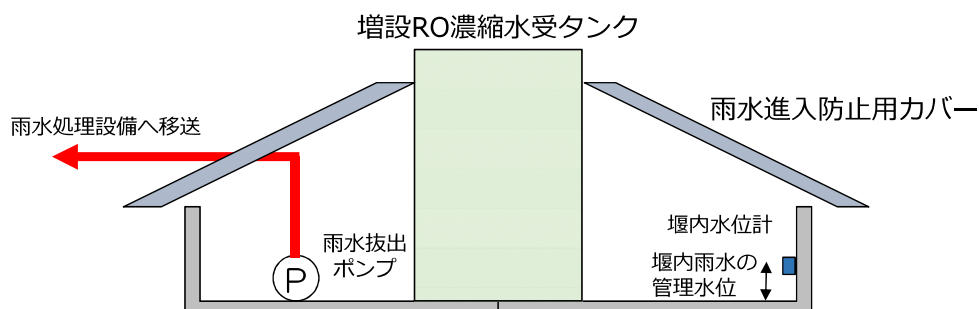 増設RO濃縮水受タンク
雨水進入防止用カバー
雨水処理設備へ移送
堰内水位計
雨水抜出
ポンプ
堰内雨水の
管理水位
P